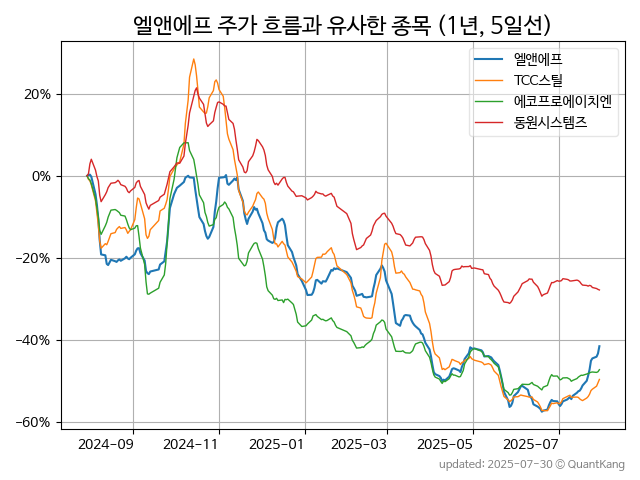 엘앤에프 주가 흐름과 유사한 종목 (1년, 5일선)
엘앤에프
TCC스틸
에코프로에이치엔
동원시스템즈
20%
0%
−20%
−40%
−60%
2024-09 2024-11 2025-01 2025-03 2025-05 2025-07
updated: 2025-07-30 © QuantKang